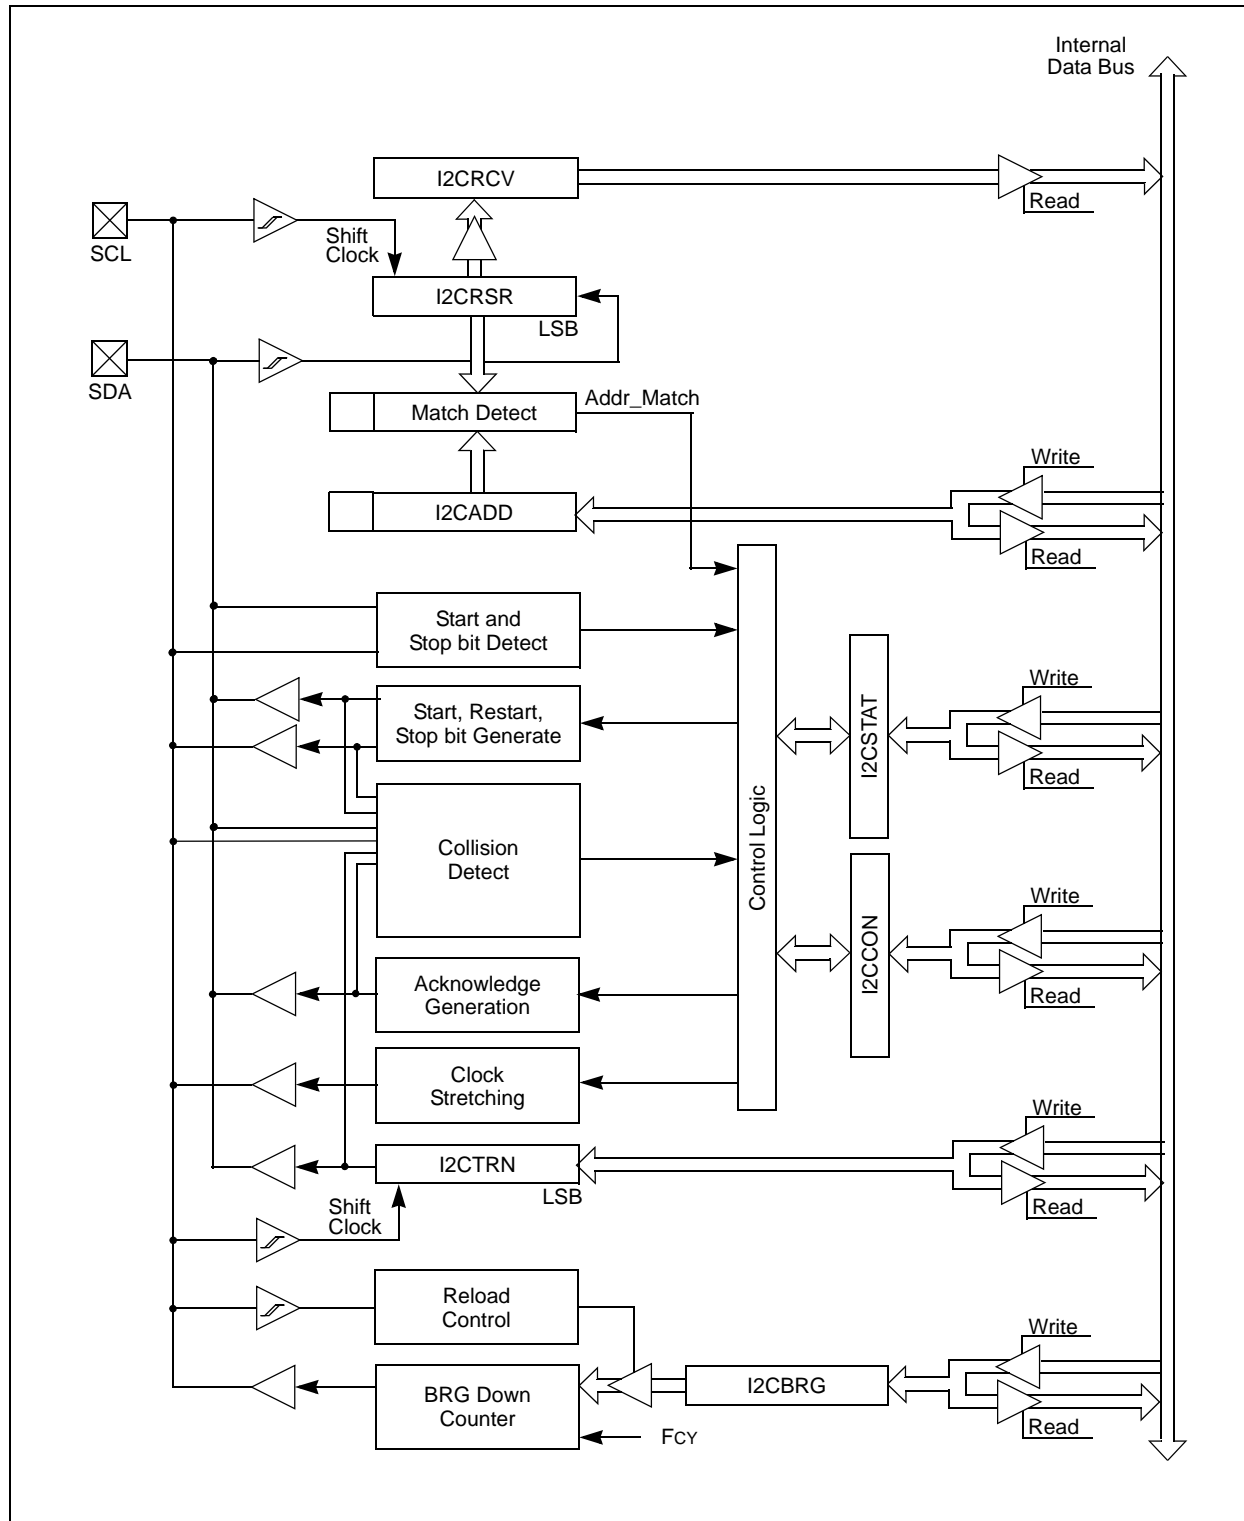 Internal
Data Bus
I2CRCV
Read
SCL
Shift
Clock
I2CRSR
LSB
SDA
Match Detect
Addr_Match
Write
I2CADD
Read
Start and
Stop bit Detect
Write
Start, Restart,
Stop bit Generate
I2CSTAT
Read
Control Logic
Collision
Detect
Write
I2CCON
Acknowledge
Generation
Read
Clock
Stretching
Write
I2CTRN
LSB
Read
Shift
Clock
Reload
Control
Write
BRG Down
Counter
I2CBRG
Read
FCY